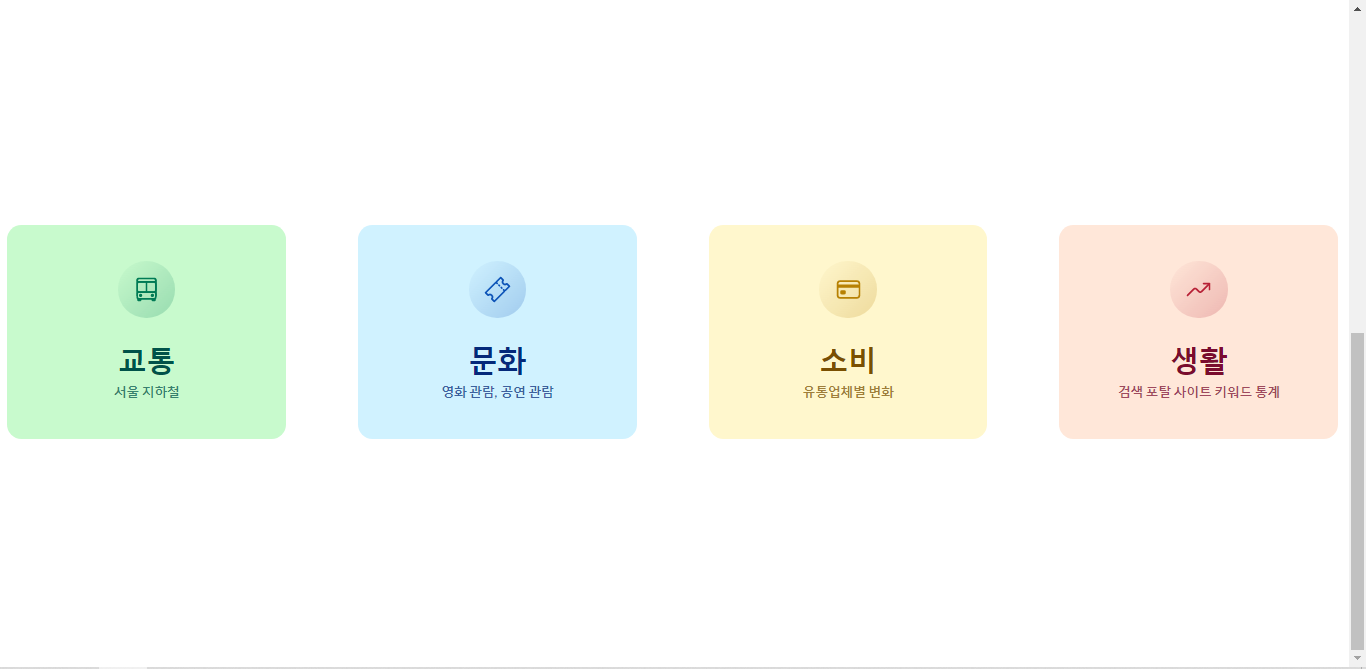 교통
서울 지하철
문화
영화 관람, 공연 관람
소비
유통업체별 변화
생활
검색 포탈 사이트 키워드 통계